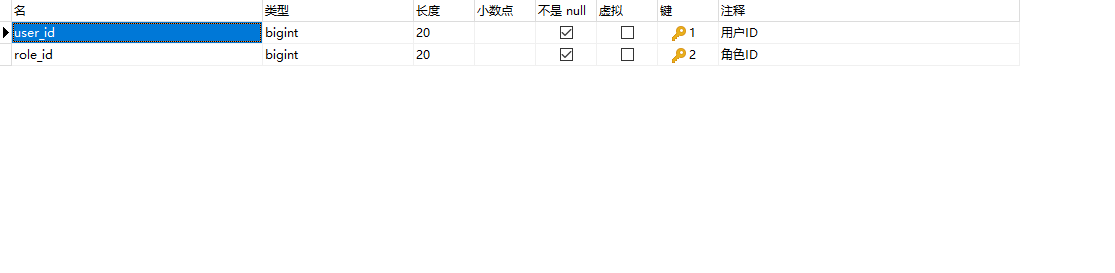 名 类型 长度 小数点 不是 null 虚拟 键 注释
user_id bigint 20 1 用户ID
role_id bigint 20 2 角色ID